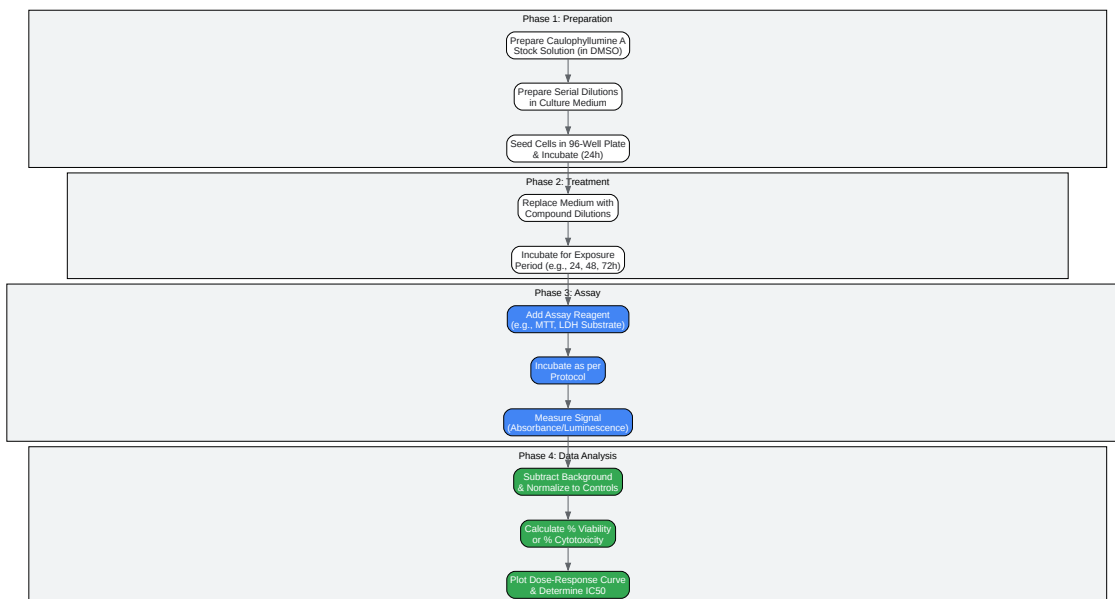 Phase 1: Preparation
Prepare Caulophyllumine A
Stock Solution (in DMSO)
Prepare Serial Dilutions
in Culture Medium
Seed Cells in 96-Well Plate
& Incubate (24h)
Phase 2: Treatment
Replace Medium with
Compound Dilutions
Incubate for Exposure
Period (e.g., 24, 48, 72h)
Phase 3: Assay
Add Assay Reagent
(e.g., MTT, LDH Substrate)
Incubate as per
Protocol
Measure Signal
(Absorbance/Luminescence)
Phase 4: Data Analysis
Subtract Background
& Normalize to Controls
Calculate % Viability
or % Cytotoxicity
Plot Dose-Response Curve
& Determine IC50